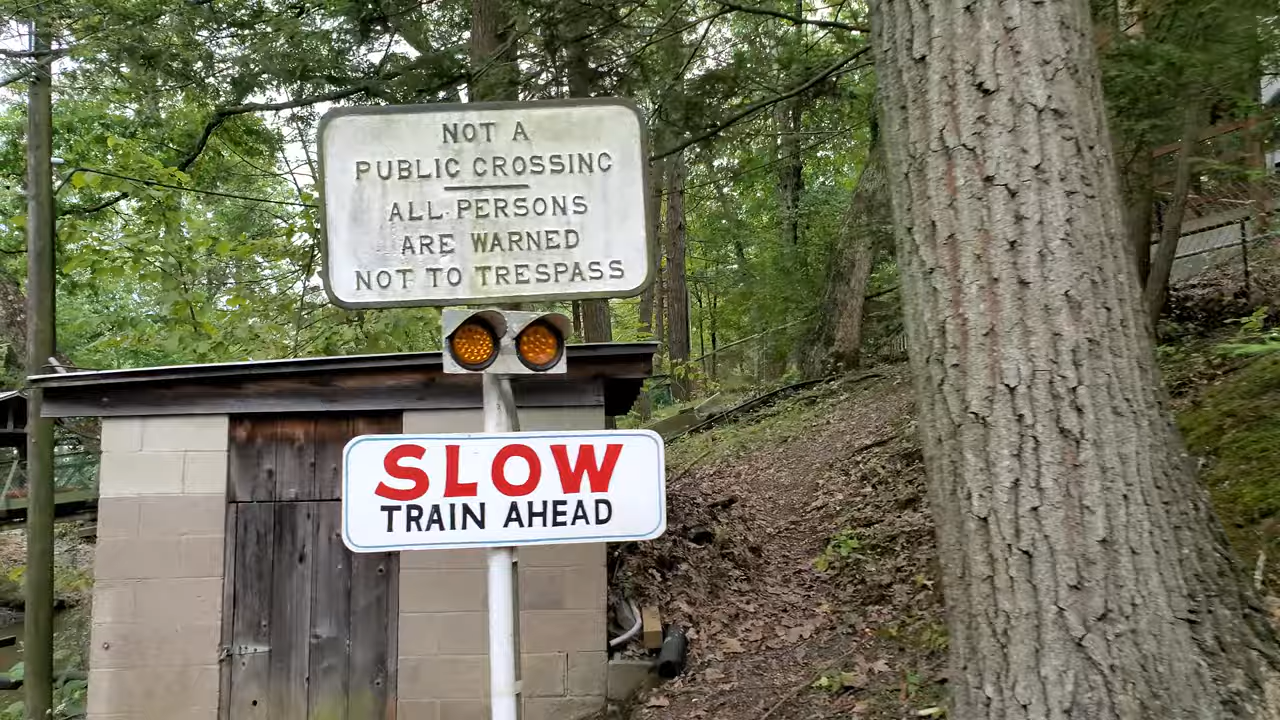 NOT A
PUBLIC CROSSING
ALL PERSONS
ARE WARNED
NOT TO TRESPASS
SLOW
TRAIN AHEAD